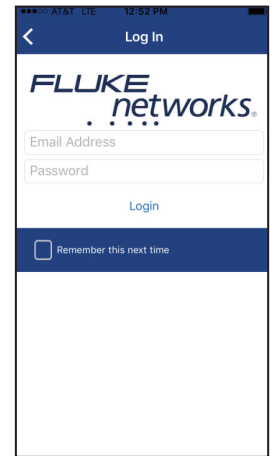 AT&T LTE 12:52 PM
Log In
FLUKE
networks®
Email Address
Password
Login
Remember this next time